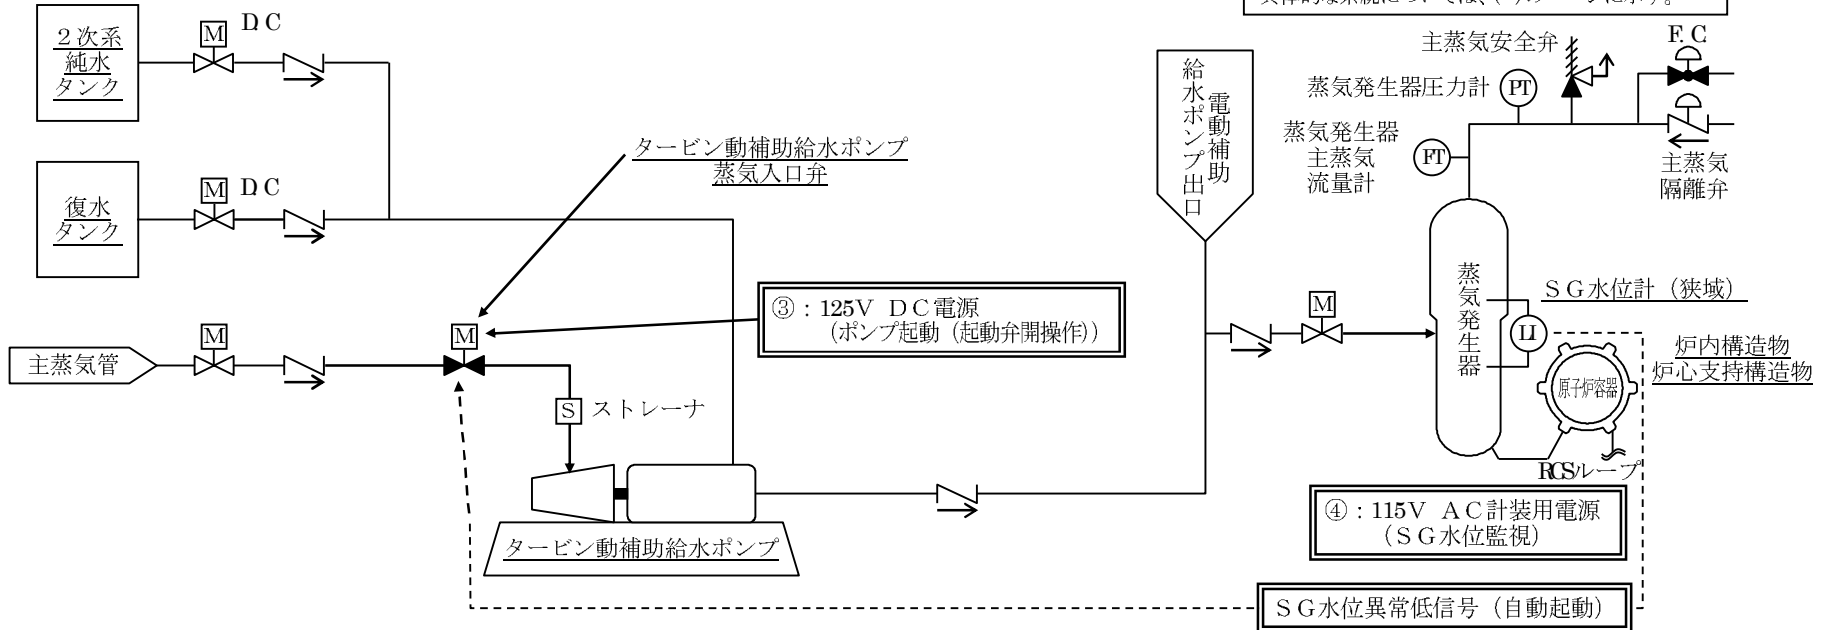 ２次系
純水
タンク
M
D.C
復水
タンク
M
D.C
主蒸気管
M
タービン動補助給水ポンプ
蒸気入口弁
M
③：125V ＤＣ電源
（ポンプ起動（起動弁開操作））
S ストレーナ
タービン動補助給水ポンプ
電動補助
給水ポンプ出口
主蒸気安全弁
F.C
蒸気発生器圧力計
PT
蒸気発生器
主蒸気
流量計
FT
主蒸気
隔離弁
M
蒸気発生器
ＳＧ水位計（狭域）
炉内構造物
炉心支持構造物
原子炉容器
RCSループ
④：115V ＡＣ計装用電源
（ＳＧ水位監視）
ＳＧ水位異常低信号（自動起動）